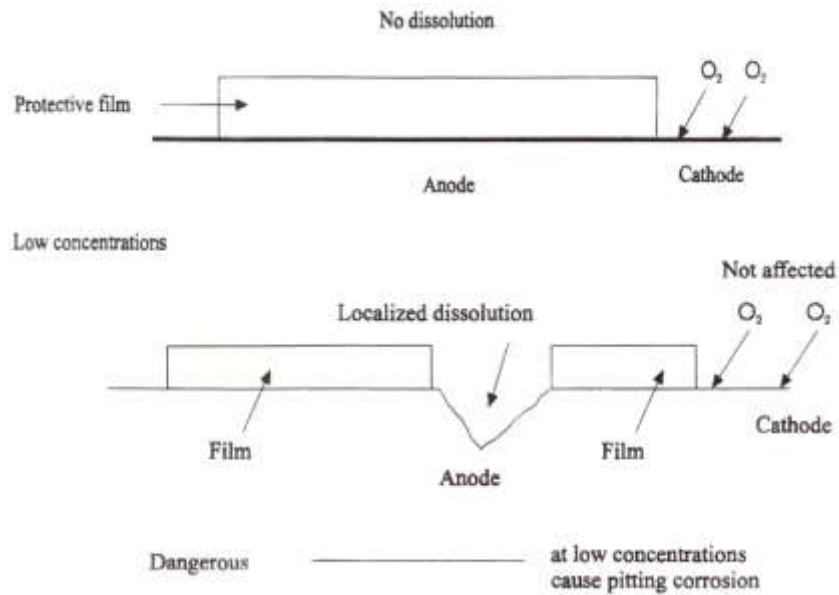 No dissolution
O₂ O₂
Protective film
Anode
Cathode
Low concentrations
Not affected
Localized dissolution
O₂ O₂
Film
Film
Cathode
Anode
Dangerous
at low concentrations
cause pitting corrosion